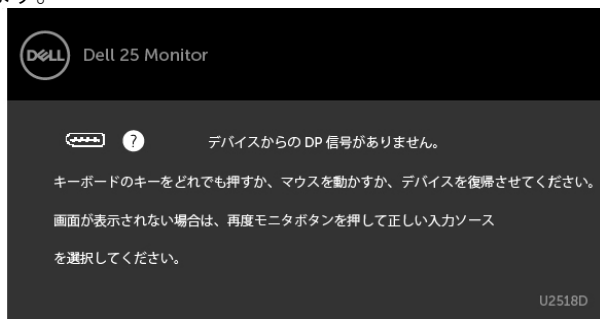 DELL
Dell 25 Monitor
? デバイスからの DP 信号がありません。
キーボードのキーをどれでも押すか、マウスを動かすか、デバイスを復帰させてください。
画面が表示されない場合は、再度モニタボタンを押して正しい入力ソース
を選択してください。
U2518D